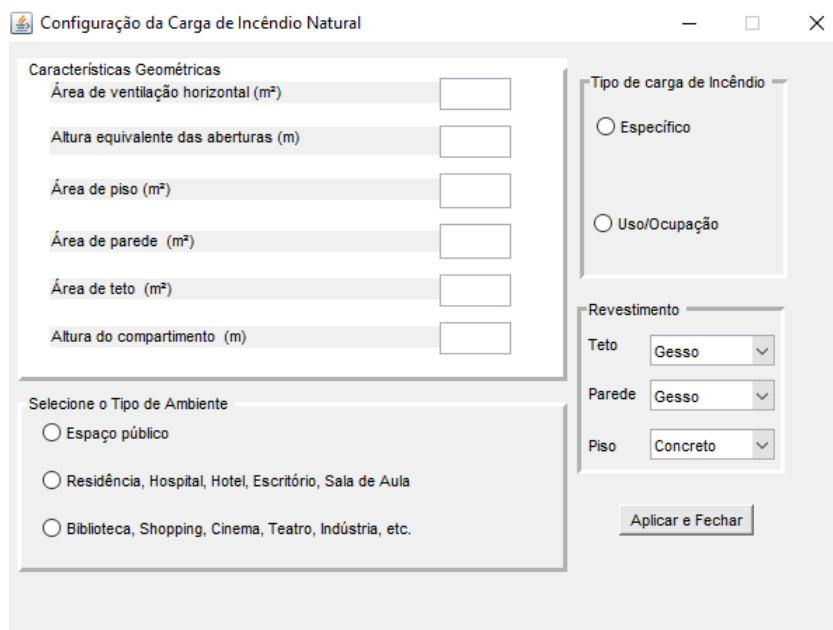 Configuração da Carga de Incêndio Natural
Características Geométricas
Área de ventilação horizontal (m²)
Altura equivalente das aberturas (m)
Área de piso (m²)
Área de parede (m²)
Área de teto (m²)
Altura do compartimento (m)
Selecione o Tipo de Ambiente
Espaço público
Residência, Hospital, Hotel, Escritório, Sala de Aula
Biblioteca, Shopping, Cinema, Teatro, Indústria, etc.
Tipo de carga de Incêndio
Específico
Uso/Ocupação
Revestimento
Teto Gesso
Parede Gesso
Piso Concreto
Aplicar e Fechar